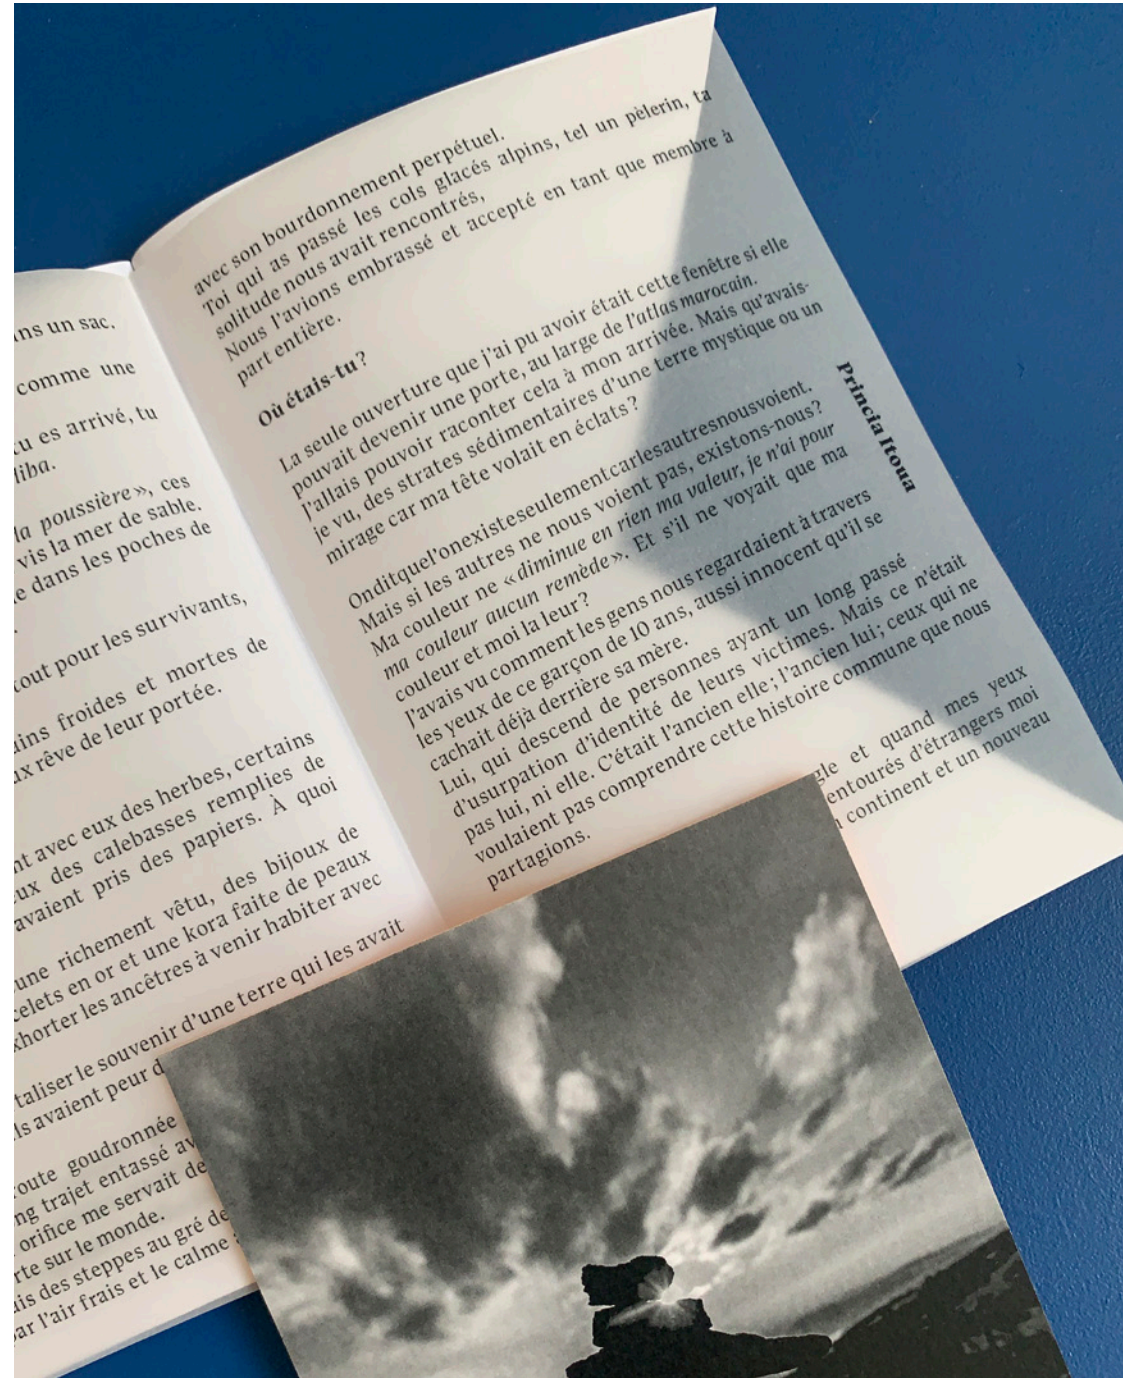 ns un sac.
comme une
tu es arrivé, tu
liba.
la poussière», ces
vis la mer de sable.
dans les poches de
tout pour les survivants,
ains froides et mortes de
rêve de leur portée.
avec eux des herbes, certains
eux des calebasses remplies de
avaient pris des papiers. À quoi
une richement vêtu, des bijoux de
celets en or et une kora faite de peaux
exhorter les ancêtres à venir habiter avec
taliser le souvenir d'une terre qui les avait
ils avaient peur
route goudronnée
ng trajet entassé
orifice me servait de
rte sur le monde.
ais des steppes au gré de
par l'air frais et le calme
avec son bourdonnement perpétuel.
Toi qui as passé les cols glacés alpins, tel un pèlerin, ta
solitude nous avait rencontrés,
Nous l'avions embrassé et accepté en tant que membre à
part entière.
Où étais-tu?
La seule ouverture que j'ai pu avoir était cette fenêtre si elle
pouvait devenir une porte, au large de l'atlas marocain.
J'allais pouvoir raconter cela à mon arrivée. Mais qu'avais-
je vu, des strates sédimentaires d'une terre mystique ou un
mirage car ma tête volait en éclats?
Onditquel'onexisteseulementcarlesautresnousvoient.
Mais si les autres ne nous voient pas, existons-nous?
Ma couleur ne «diminue en rien ma valeur, je n'ai pour
ma couleur aucun remède». Et s'il ne voyait que ma
couleur et moi la leur?
J'avais vu comment les gens nous regardaient à travers
les yeux de ce garçon de 10 ans, aussi innocent qu'il se
cachait déjà derrière sa mère.
Lui, qui descend de personnes ayant un long passé
d'usurpation d'identité de leurs victimes. Mais ce n'était
pas lui, ni elle. C'était l'ancien elle; l'ancien lui; ceux qui ne
voulaient pas comprendre cette histoire commune que nous
partagions.
gle et quand mes yeux
entourés d'étrangers moi
continent et un nouveau
Princia Itoua